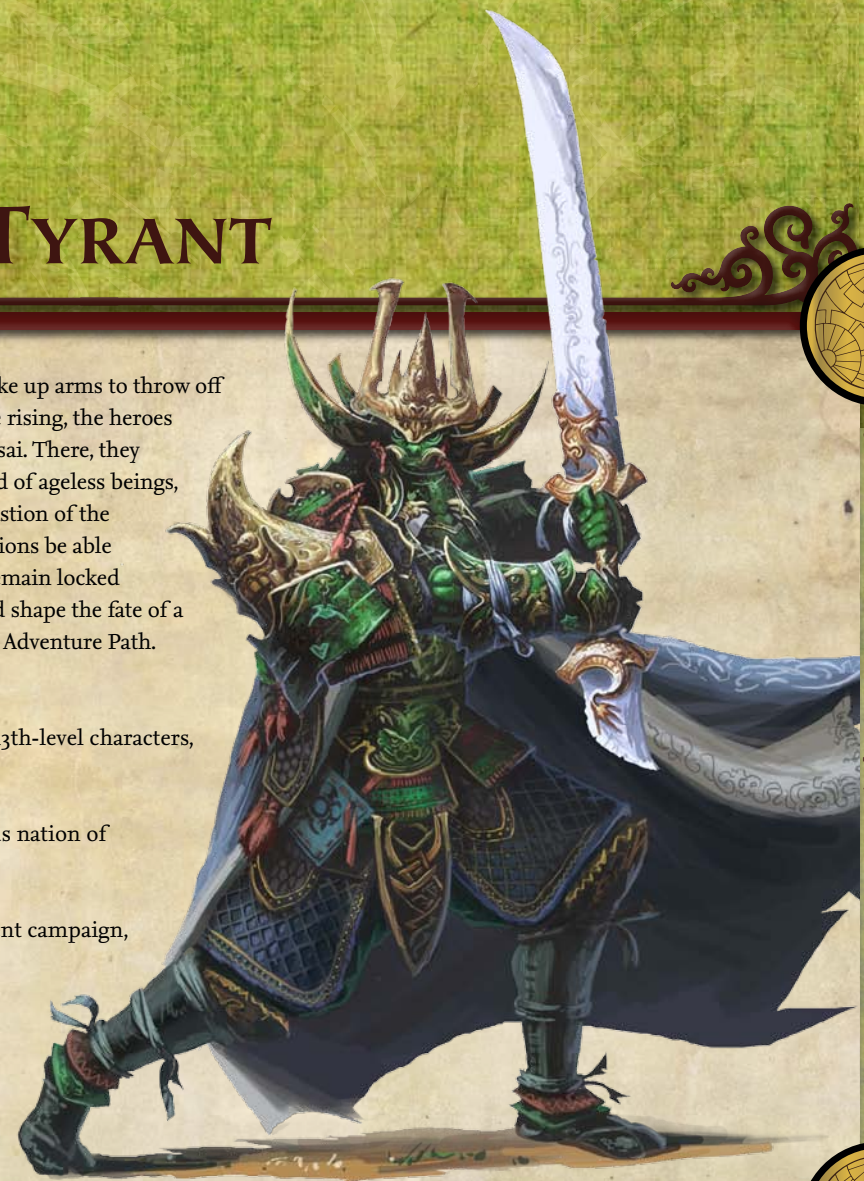 TYRANT
ke up arms to throw off
rising, the heroes
sai. There, they
d of ageless beings,
stion of the
ions be able
emain locked
d shape the fate of a
Adventure Path.
3th-level characters,
s nation of
nt campaign,